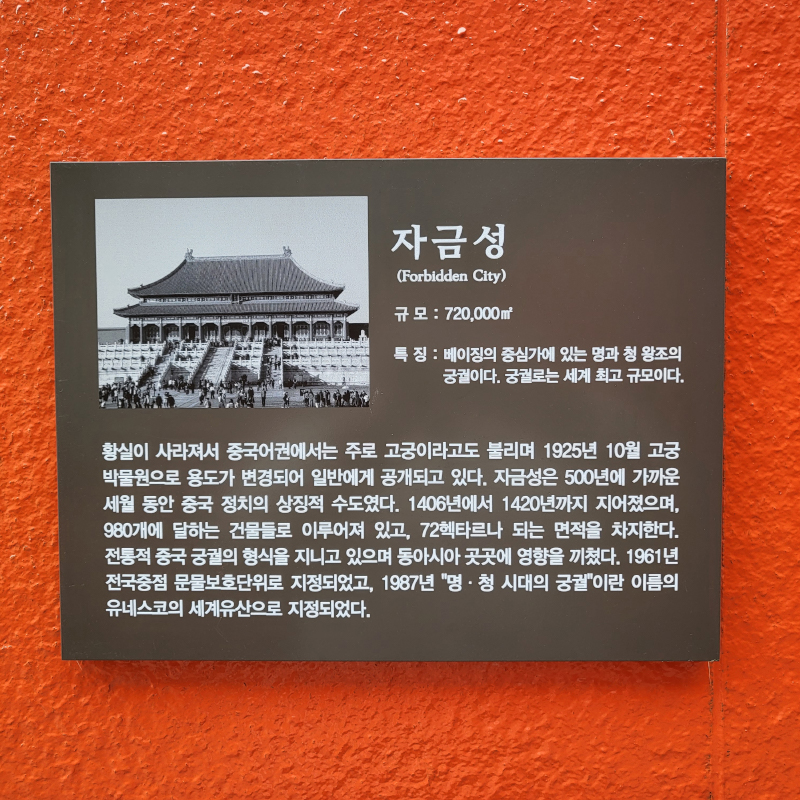 자금성
(Forbidden City)
규 모 : 720,000㎡
특 징 : 베이징의 중심가에 있는 명과 청 왕조의
궁궐이다. 궁궐로는 세계 최고 규모이다.
황실이 사라져서 중국어권에서는 주로 고궁이라고도 불리며 1925년 10월 고궁
박물원으로 용도가 변경되어 일반에게 공개되고 있다. 자금성은 500년에 가까운
세월 동안 중국 정치의 상징적 수도였다. 1406년에서 1420년까지 지어졌으며,
980개에 달하는 건물들로 이루어져 있고, 72헥타르나 되는 면적을 차지한다.
전통적 중국 궁궐의 형식을 지니고 있으며 동아시아 곳곳에 영향을 끼쳤다. 1961년
전국중점 문물보호단위로 지정되었고, 1987년 "명 · 청 시대의 궁궐"이란 이름의
유네스코의 세계유산으로 지정되었다.